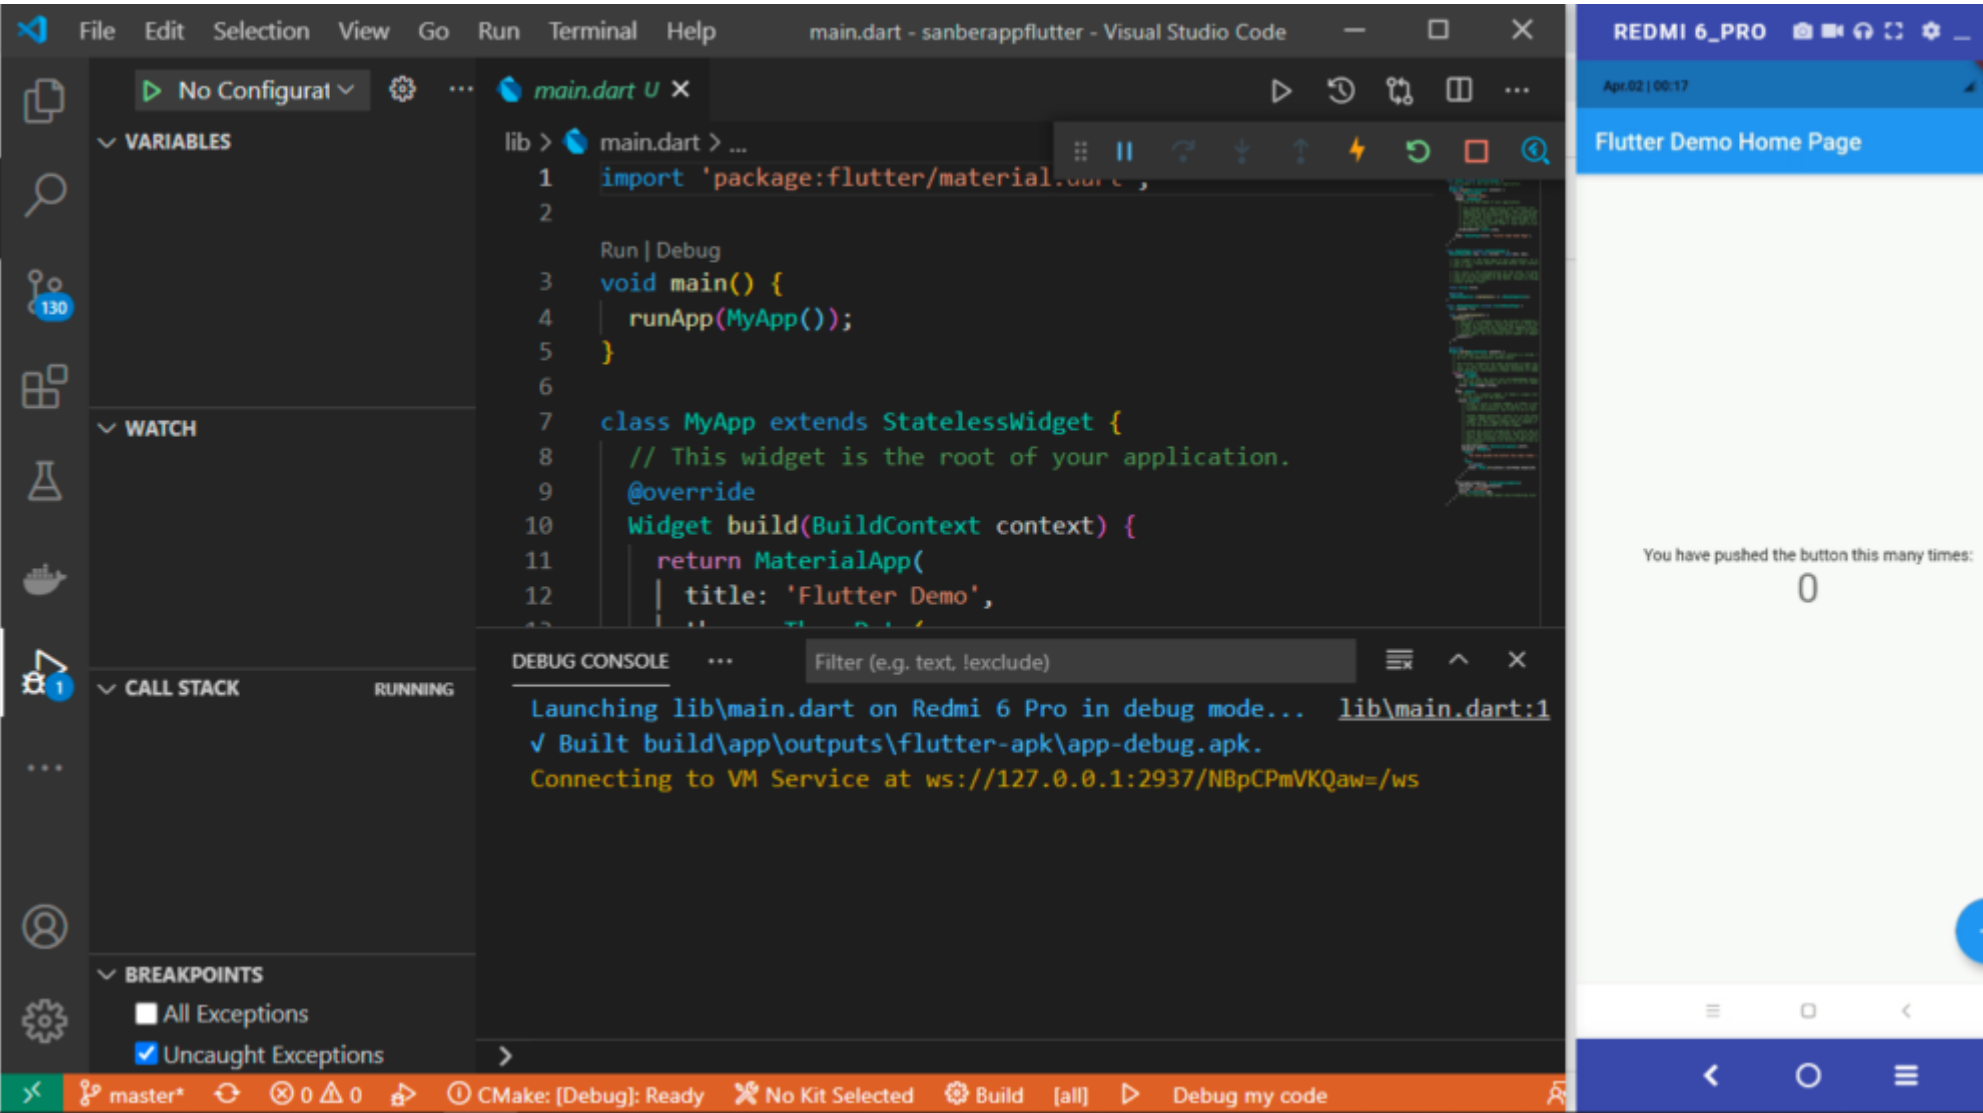 File Edit Selection View Go Run Terminal Help main.dart - sanberappflutter - Visual Studio Code
No Configurat
VARIABLES
WATCH
CALL STACK RUNNING
BREAKPOINTS
All Exceptions
Uncaught Exceptions
130
1
main.dart U
lib > main.dart > ...
1 import 'package:flutter/material.dart';
2
Run | Debug
3 void main() {
4 runApp(MyApp());
5 }
6
7 class MyApp extends StatelessWidget {
8 // This widget is the root of your application.
9 @override
10 Widget build(BuildContext context) {
11 return MaterialApp(
12 title: 'Flutter Demo',
DEBUG CONSOLE ... Filter (e.g. text, !exclude)
Launching lib\main.dart on Redmi 6 Pro in debug mode... lib\main.dart:1
√ Built build\app\outputs\flutter-apk\app-debug.apk.
Connecting to VM Service at ws://127.0.0.1:2937/NBpCPmVKQaw=/ws
master* 0 0 CMake: [Debug]: Ready No Kit Selected Build [all] Debug my code
REDMI 6_PRO
Apr.02 | 00:17
Flutter Demo Home Page
You have pushed the button this many times:
0